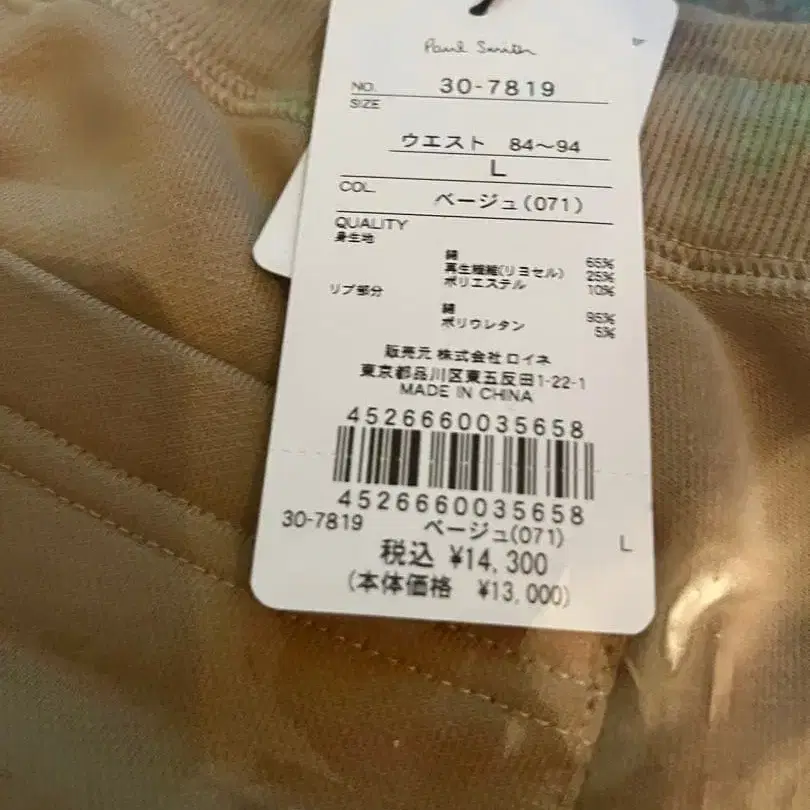 Paul Smith
NO. 30-7819
SIZE
ウエスト 84〜94
L
COL. ベージュ(071)
QUALITY
身生地
綿 65%
再生繊維(リヨセル) 25%
ポリエステル 10%
リブ部分
綿 95%
ポリウレタン 5%
販売元 株式会社 ロイネ
東京都品川区東五反田1-22-1
MADE IN CHINA
4526660035658
4526660035658
30-7819 ベージュ(071) L
税込 ¥14,300
(本体価格 ¥13,000)